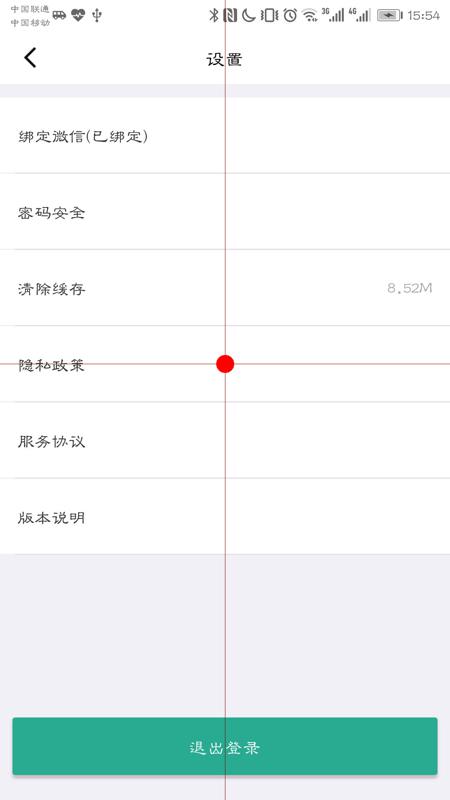 中国联通
中国移动
3G 4G 15:54
设置
绑定微信(已绑定)
密码安全
清除缓存 8.52M
隐私政策
服务协议
版本说明
退出登录